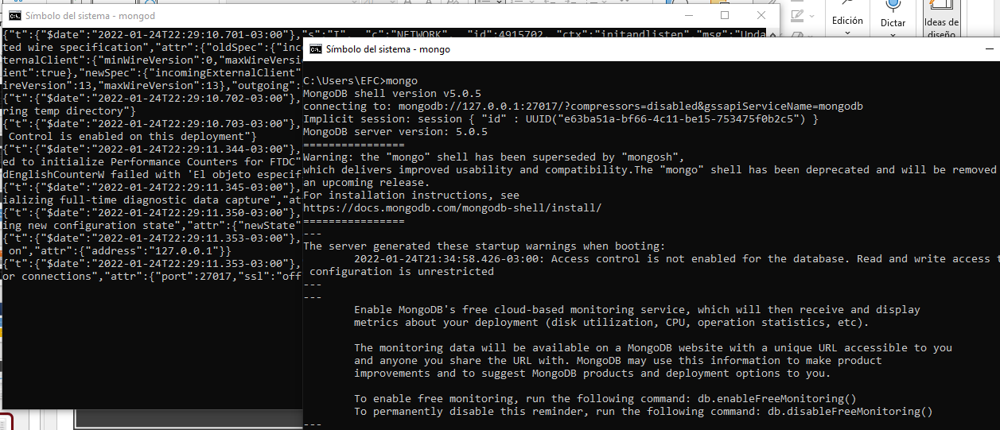 Símbolo del sistema - mongod
{"t":{"$date":"2022-01-24T22:29:10.701-03:00"},"s":"I", "c":"NETWORK", "id":4915702, "ctx":"initandlisten","msg":"Upda
ted wire specification","attr":{"oldSpec":{"inc
ternalClient":{"minWireVersion":0,"maxWireVersi
ient":true},"newSpec":{"incomingExternalClient"
ireVersion":13,"maxWireVersion":13},"outgoing":
{"t":{"$date":"2022-01-24T22:29:10.702-03:00"},
ring temp directory"}
{"t":{"$date":"2022-01-24T22:29:10.703-03:00"},
Control is enabled on this deployment"}
{"t":{"$date":"2022-01-24T22:29:11.344-03:00"},
ed to initialize Performance Counters for FTDC"
dEnglishCounterW failed with 'El objeto especif
{"t":{"$date":"2022-01-24T22:29:11.345-03:00"},
ializing full-time diagnostic data capture","at
{"t":{"$date":"2022-01-24T22:29:11.350-03:00"},
ing new configuration state","attr":{"newState"
{"t":{"$date":"2022-01-24T22:29:11.353-03:00"},
on","attr":{"address":"127.0.0.1"}}
{"t":{"$date":"2022-01-24T22:29:11.353-03:00"},
or connections","attr":{"port":27017,"ssl":"off
Edición
Dictar
Ideas de
diseño
Símbolo del sistema - mongo
C:\Users\EFC>mongo
MongoDB shell version v5.0.5
connecting to: mongodb://127.0.0.1:27017/?compressors=disabled&gssapiServiceName=mongodb
Implicit session: session { "id" : UUID("e63ba51a-bf66-4c11-be15-753475f0b2c5") }
MongoDB server version: 5.0.5
================
Warning: the "mongo" shell has been superseded by "mongosh",
which delivers improved usability and compatibility.The "mongo" shell has been deprecated and will be removed
an upcoming release.
For installation instructions, see
https://docs.mongodb.com/mongodb-shell/install/
================
---
The server generated these startup warnings when booting:
2022-01-24T21:34:58.426-03:00: Access control is not enabled for the database. Read and write access t
configuration is unrestricted
---
---
Enable MongoDB's free cloud-based monitoring service, which will then receive and display
metrics about your deployment (disk utilization, CPU, operation statistics, etc).
The monitoring data will be available on a MongoDB website with a unique URL accessible to you
and anyone you share the URL with. MongoDB may use this information to make product
improvements and to suggest MongoDB products and deployment options to you.
To enable free monitoring, run the following command: db.enableFreeMonitoring()
To permanently disable this reminder, run the following command: db.disableFreeMonitoring()
---